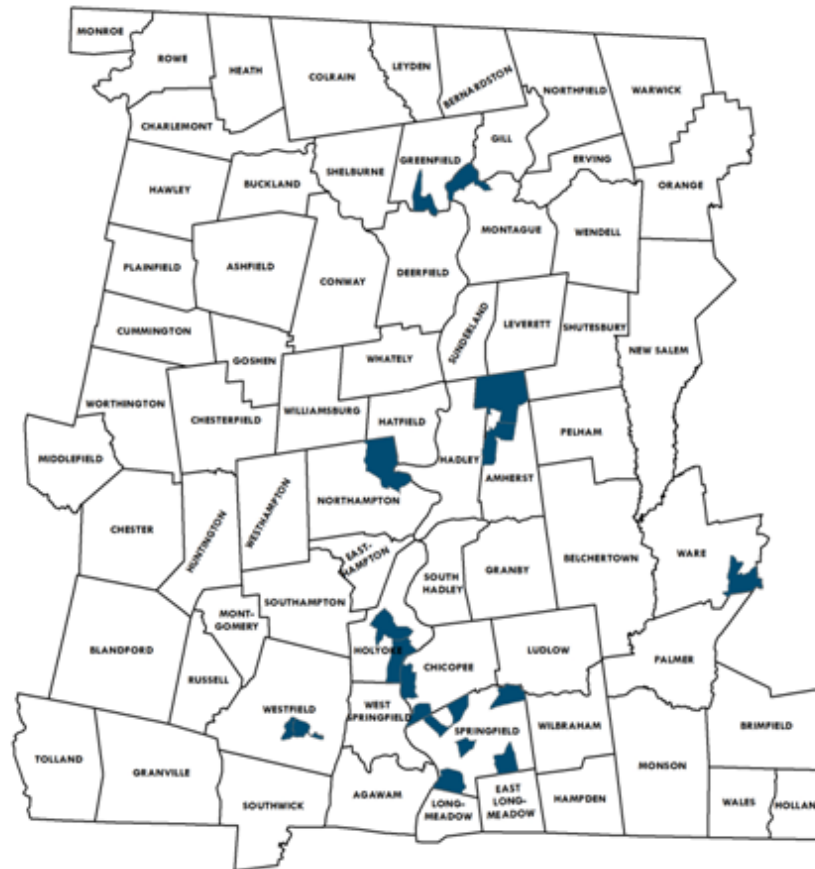 MONROE
ROWE
HEATH
COLRAIN
LEYDEN
BERNARDSTON
NORTHFIELD
WARWICK
CHARLEMONT
GILL
GREENFIELD
ERVING
SHELBURNE
ORANGE
HAWLEY
BUCKLAND
MONTAGUE
WENDELL
PLAINFIELD
ASHFIELD
CONWAY
DEERFIELD
SUNDERLAND
LEVERETT
SHUTESBURY
CUMMINGTON
GOSHEN
WHATELY
NEW SALEM
WORTHINGTON
CHESTERFIELD
WILLIAMSBURG
HATFIELD
PELHAM
MIDDLEFIELD
HADLEY
AMHERST
NORTHAMPTON
CHESTER
HUNTINGTON
WESTHAMPTON
EAST-
HAMPTON
SOUTH
HADLEY
GRANBY
BELCHERTOWN
WARE
SOUTHAMPTON
MONT-
GOMERY
BLANDFORD
RUSSELL
HOLYOKE
CHICOPEE
LUDLOW
PALMER
WESTFIELD
WEST
SPRINGFIELD
SPRINGFIELD
WILBRAHAM
BRIMFIELD
TOLLAND
GRANVILLE
MONSON
SOUTHWICK
AGAWAM
LONG-
MEADOW
EAST
LONG-
MEADOW
HAMPDEN
WALES
HOLLAN